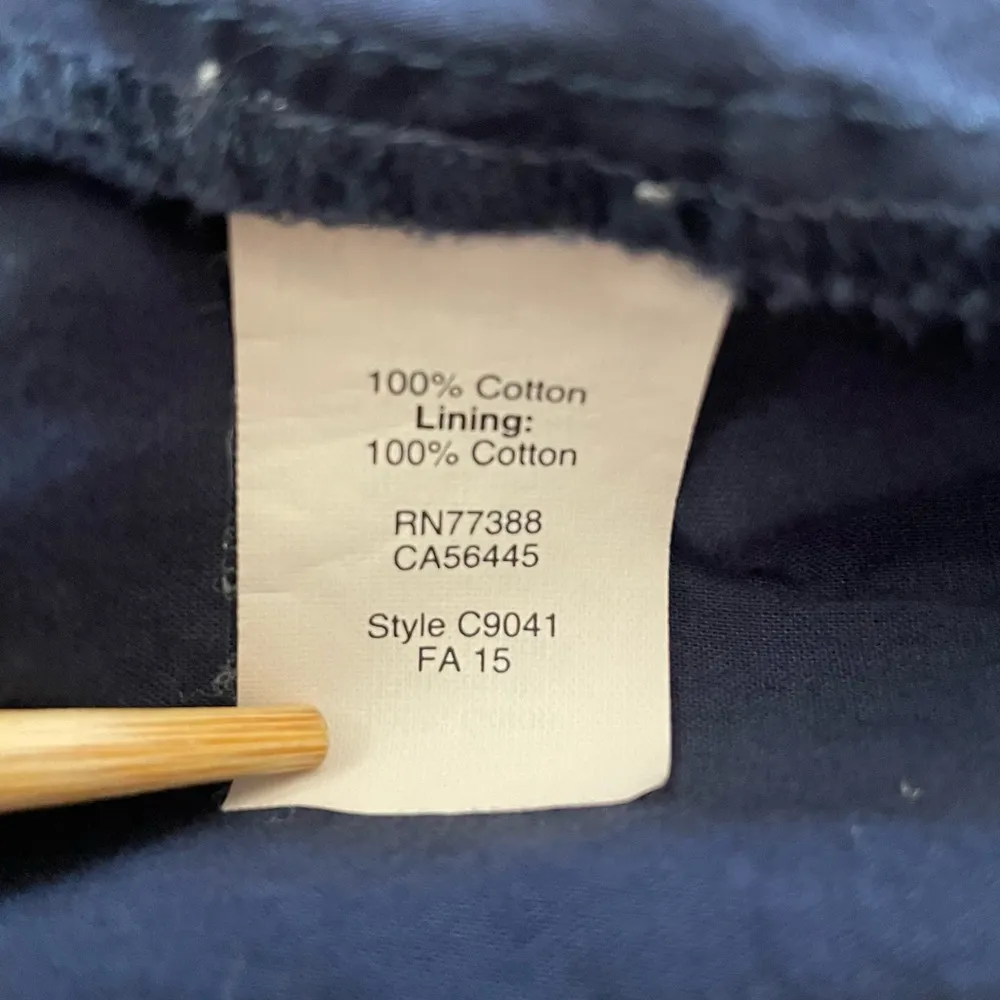 100% Cotton
Lining:
100% Cotton
RN77388
CA56445
Style C9041
FA 15